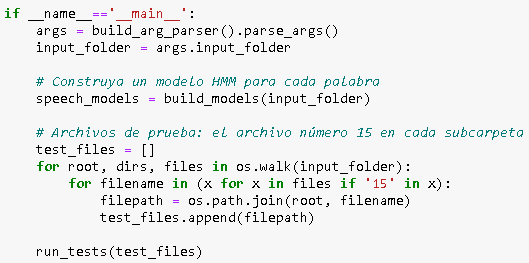 if __name__=='__main__':
    args = build_arg_parser().parse_args()
    input_folder = args.input_folder

    # Construya un modelo HMM para cada palabra
    speech_models = build_models(input_folder)

    # Archivos de prueba: el archivo número 15 en cada subcarpeta
    test_files = []
    for root, dirs, files in os.walk(input_folder):
        for filename in (x for x in files if '15' in x):
            filepath = os.path.join(root, filename)
            test_files.append(filepath)

    run_tests(test_files)